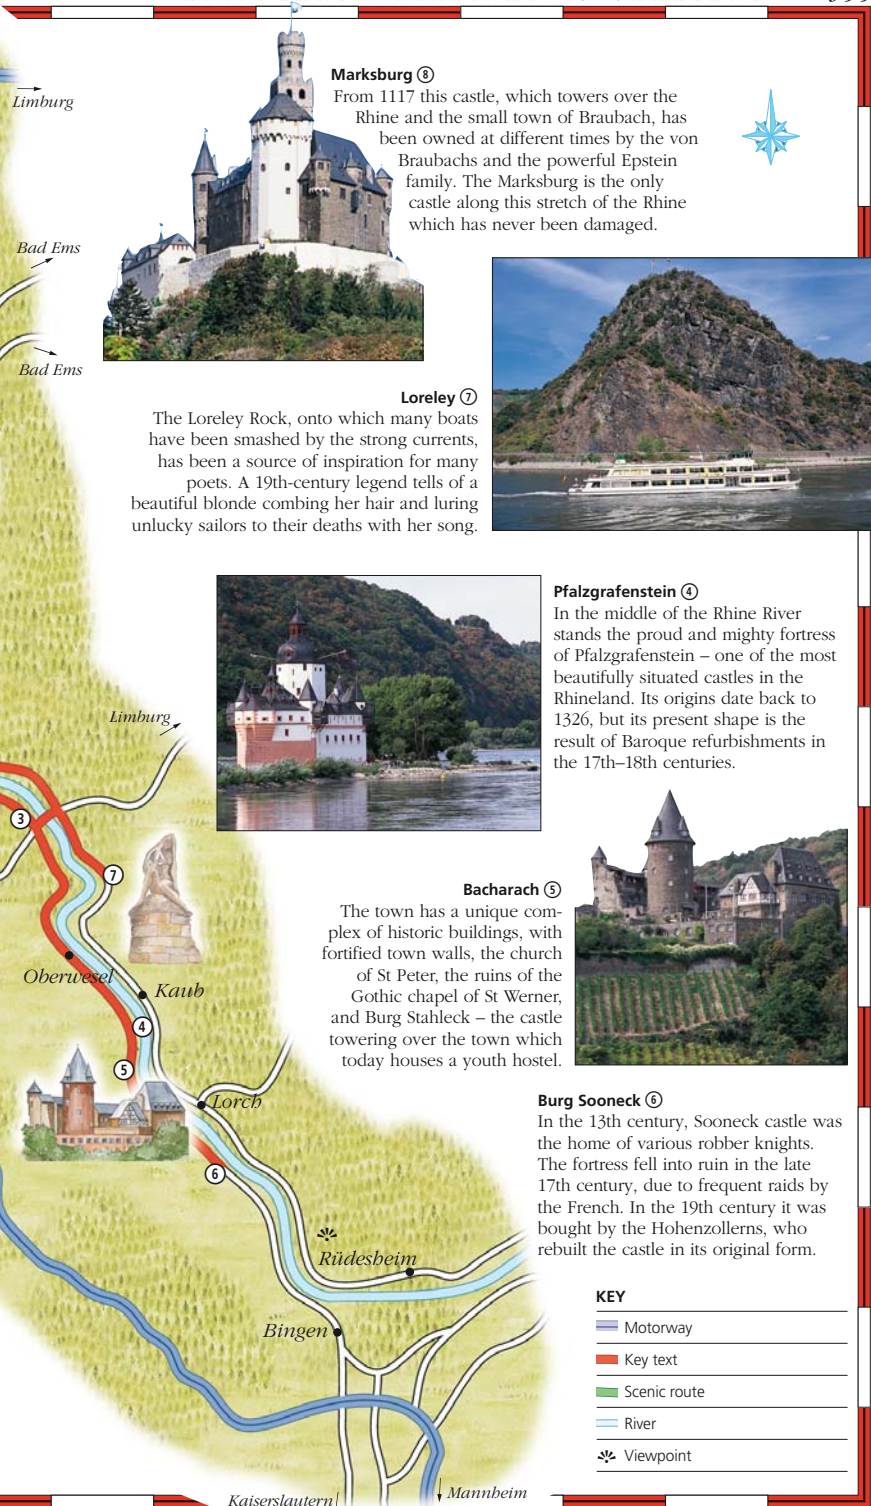 Limburg
Marksburg ⑧
From 1117 this castle, which towers over the
Rhine and the small town of Braubach, has
been owned at different times by the von
Braubachs and the powerful Epstein
family. The Marksburg is the only
castle along this stretch of the Rhine
which has never been damaged.
Bad Ems
Bad Ems
Loreley ⑦
The Loreley Rock, onto which many boats
have been smashed by the strong currents,
has been a source of inspiration for many
poets. A 19th-century legend tells of a
beautiful blonde combing her hair and luring
unlucky sailors to their deaths with her song.
Pfalzgrafenstein ④
In the middle of the Rhine River
stands the proud and mighty fortress
of Pfalzgrafenstein – one of the most
beautifully situated castles in the
Rhineland. Its origins date back to
1326, but its present shape is the
result of Baroque refurbishments in
the 17th–18th centuries.
Limburg
3
7
Bacharach ⑤
The town has a unique com-
plex of historic buildings, with
fortified town walls, the church
of St Peter, the ruins of the
Gothic chapel of St Werner,
and Burg Stahleck – the castle
towering over the town which
today houses a youth hostel.
Oberwesel
Kaub
4
5
Lorch
6
Burg Sooneck ⑥
In the 13th century, Sooneck castle was
the home of various robber knights.
The fortress fell into ruin in the late
17th century, due to frequent raids by
the French. In the 19th century it was
bought by the Hohenzollerns, who
rebuilt the castle in its original form.
Rüdesheim
Bingen
KEY
Motorway
Key text
Scenic route
River
Viewpoint
Kaiserslautern
Mannheim